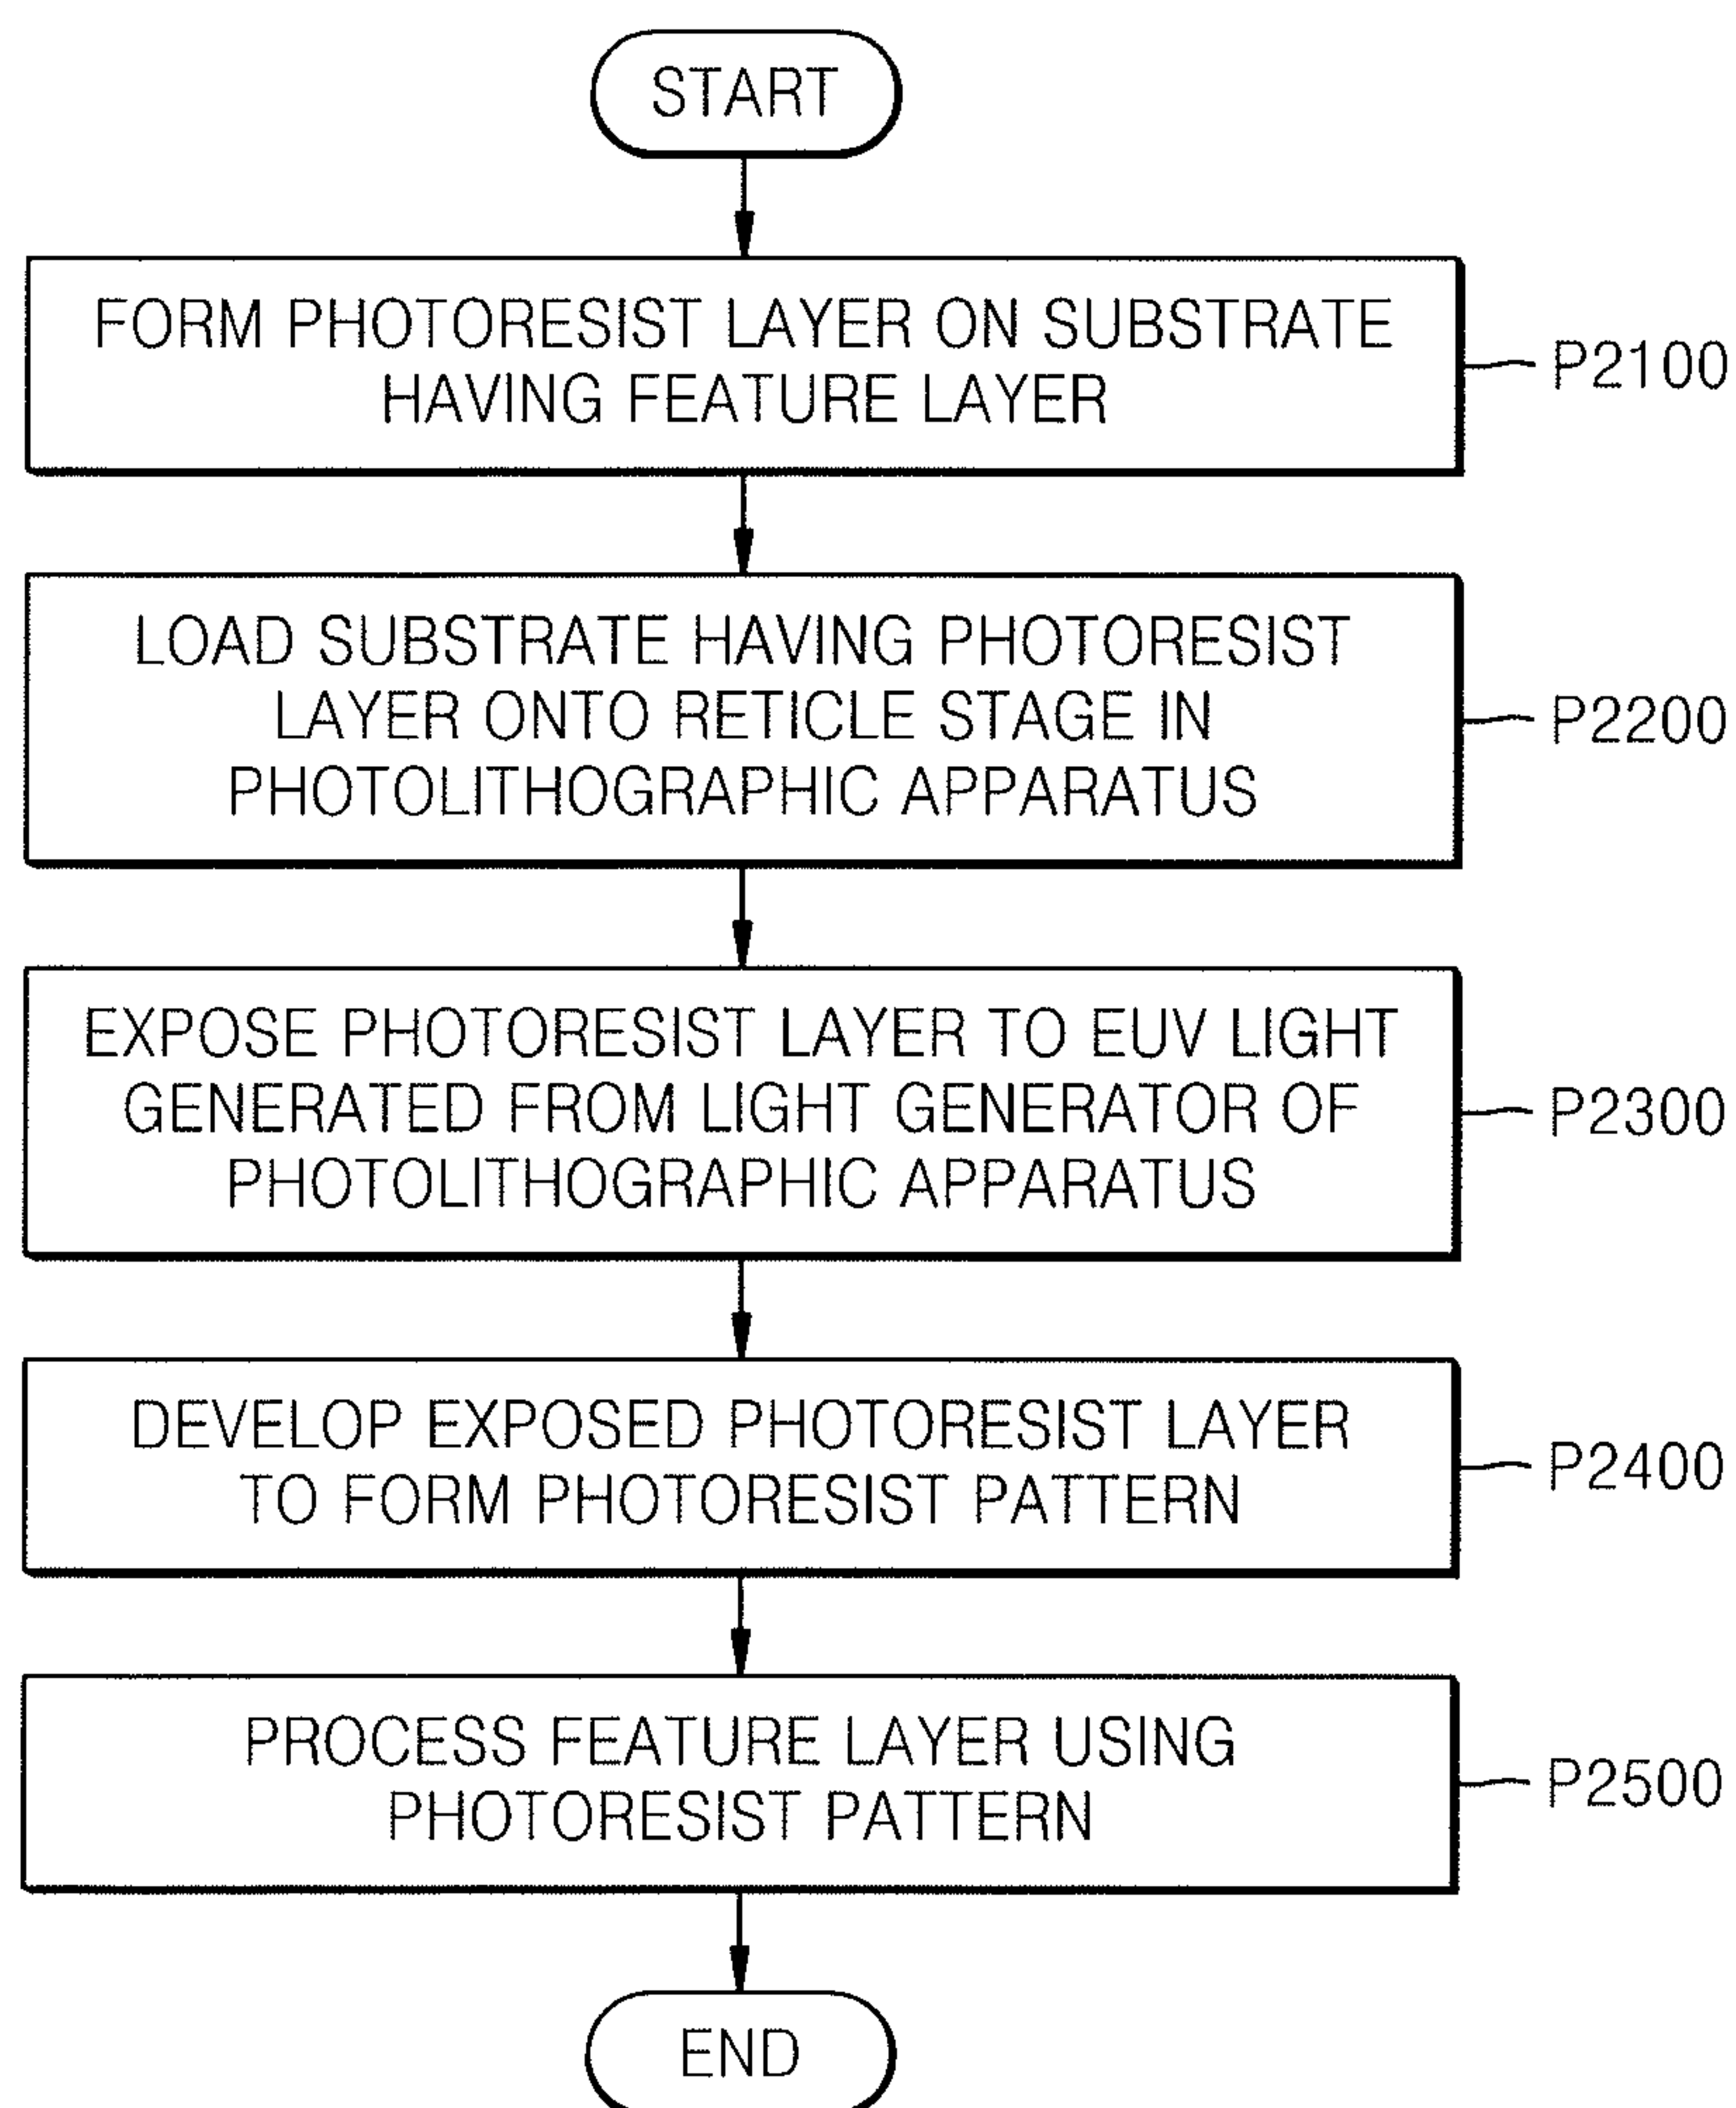 START
FORM PHOTORESIST LAYER ON SUBSTRATE
HAVING FEATURE LAYER
P2100
LOAD SUBSTRATE HAVING PHOTORESIST
LAYER ONTO RETICLE STAGE IN
PHOTOLITHOGRAPHIC APPARATUS
P2200
EXPOSE PHOTORESIST LAYER TO EUV LIGHT
GENERATED FROM LIGHT GENERATOR OF
PHOTOLITHOGRAPHIC APPARATUS
P2300
DEVELOP EXPOSED PHOTORESIST LAYER
TO FORM PHOTORESIST PATTERN
P2400
PROCESS FEATURE LAYER USING
PHOTORESIST PATTERN
P2500
END